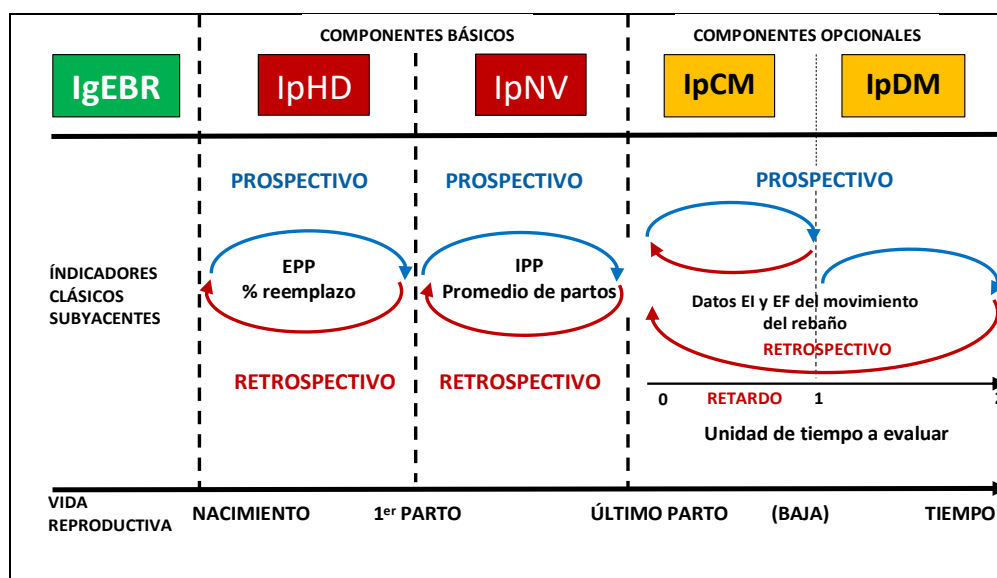 COMPONENTES BÁSICOS
COMPONENTES OPCIONALES
IgEBR
IpHD
IpNV
IpCM
IpDM
PROSPECTIVO
PROSPECTIVO
PROSPECTIVO
ÍNDICADORES
CLÁSICOS
SUBYACENTES
EPP
% reemplazo
IPP
Promedio de partos
Datos EI y EF del movimiento
del rebaño
RETROSPECTIVO
RETROSPECTIVO
RETROSPECTIVO
0
RETARDO
1
2
Unidad de tiempo a evaluar
VIDA
REPRODUCTIVA
NACIMIENTO
1er PARTO
ÚLTIMO PARTO
(BAJA)
TIEMPO